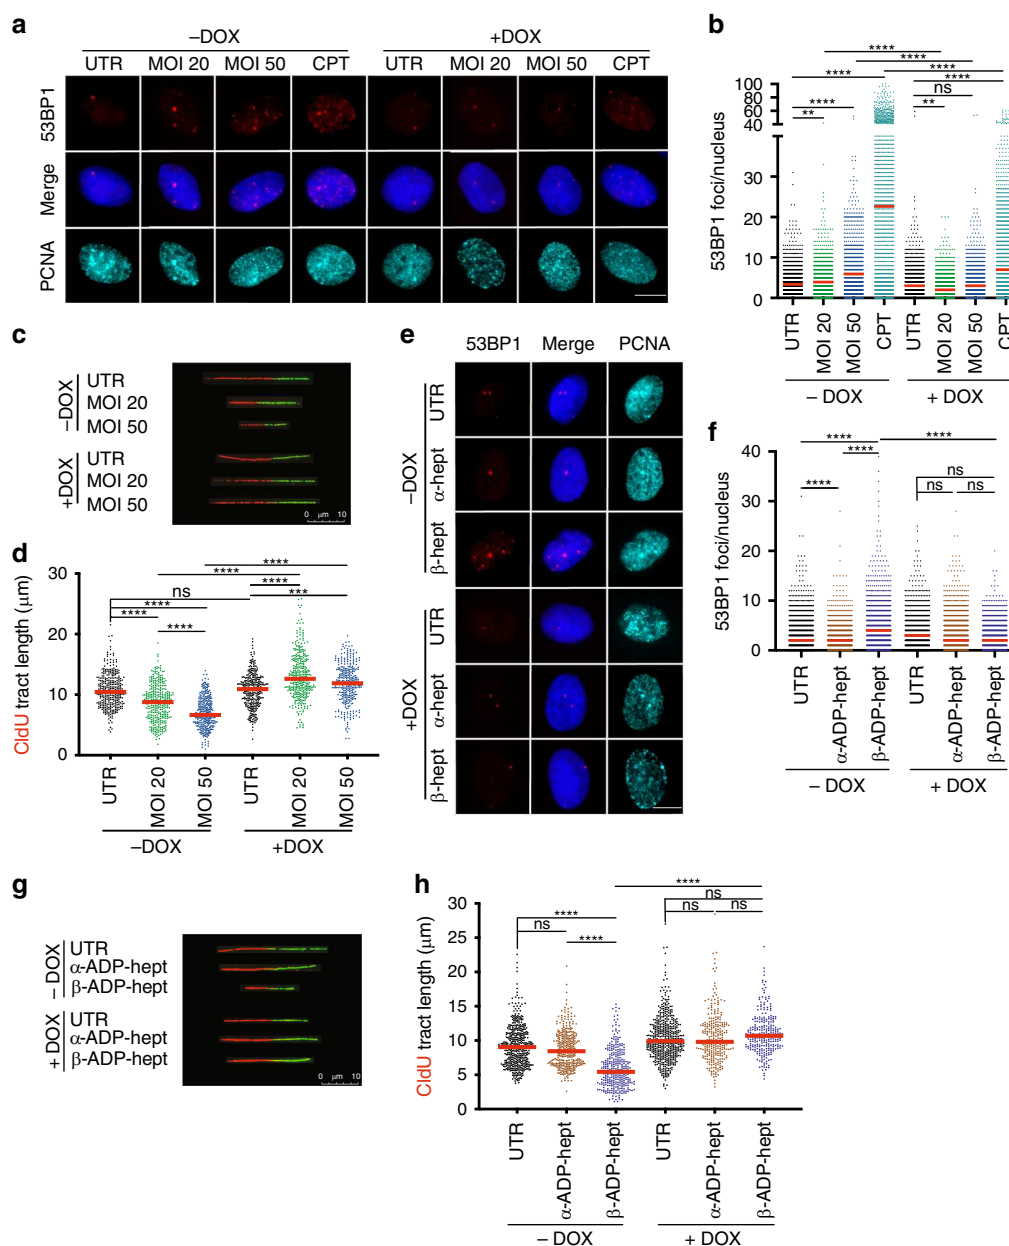 a
–DOX +DOX
UTR MOI 20 MOI 50 CPT UTR MOI 20 MOI 50 CPT
53BP1
Merge
PCNA
b
53BP1 foci/nucleus
100
80
60
40
30
20
10
0
****
****
****
****
****
ns
****
**
**
UTR MOI 20 MOI 50 CPT UTR MOI 20 MOI 50 CPT
– DOX + DOX
c
–DOX
UTR
MOI 20
MOI 50
+DOX
UTR
MOI 20
MOI 50
0 µm 10
d
CldU tract length (µm)
30
20
10
0
****
****
ns
****
****
***
****
****
UTR MOI 20 MOI 50 UTR MOI 20 MOI 50
–DOX +DOX
e
53BP1 Merge PCNA
–DOX
UTR
α-hept
β-hept
+DOX
UTR
α-hept
β-hept
f
53BP1 foci/nucleus
40
30
20
10
0
**** ****
****
****
ns
ns ns
UTR α-ADP-hept β-ADP-hept UTR α-ADP-hept β-ADP-hept
– DOX + DOX
g
– DOX
UTR
α-ADP-hept
β-ADP-hept
+ DOX
UTR
α-ADP-hept
β-ADP-hept
0 µm 10
h
CldU tract length (µm)
30
25
20
15
10
5
0
****
ns
****
ns
****
ns ns
UTR α-ADP-hept β-ADP-hept UTR α-ADP-hept β-ADP-hept
– DOX + DOX